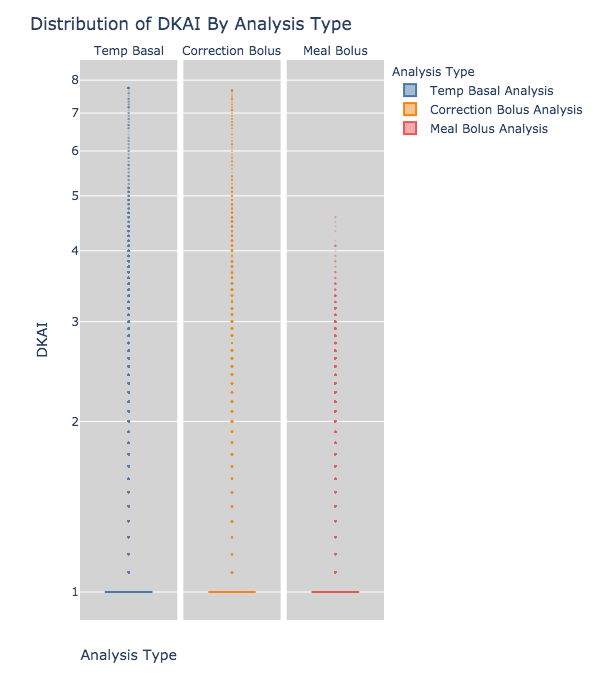 Distribution of DKAI By Analysis Type
Temp Basal
Correction Bolus
Meal Bolus
Analysis Type
Temp Basal Analysis
Correction Bolus Analysis
Meal Bolus Analysis
8
7
6
5
4
3
2
1
DKAI
Analysis Type